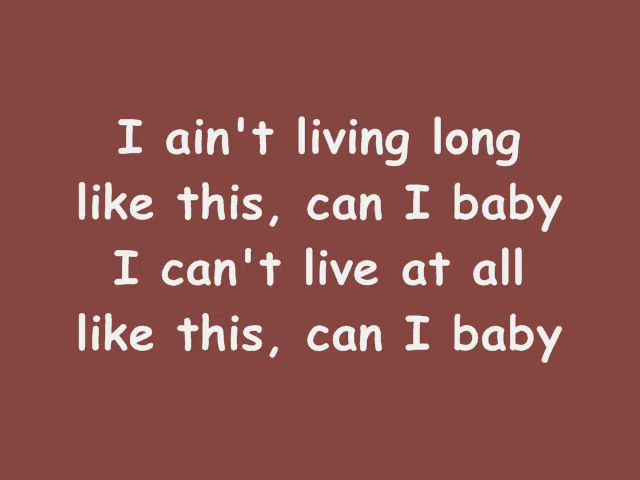 I ain't living long
like this, can I baby
I can't live at all
like this, can I baby